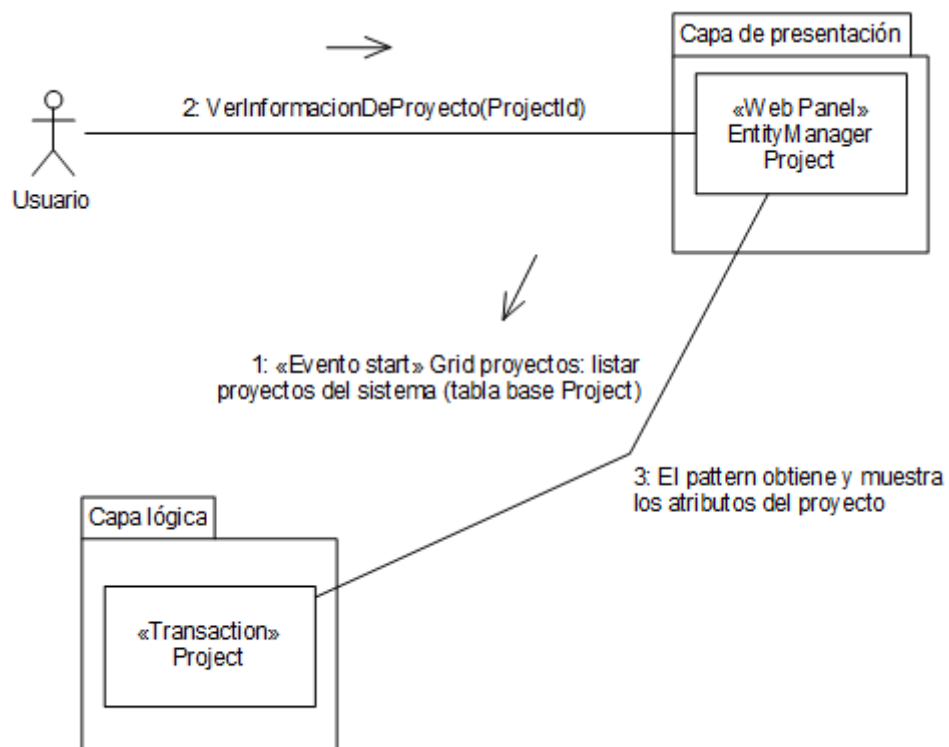 Capa de presentación
2: VerInformacionDeProyecto(ProjectId)
«Web Panel»
EntityManager
Project
Usuario
1: «Evento start» Grid proyectos: listar
proyectos del sistema (tabla base Project)
3: El pattern obtiene y muestra
los atributos del proyecto
Capa lógica
«Transaction»
Project